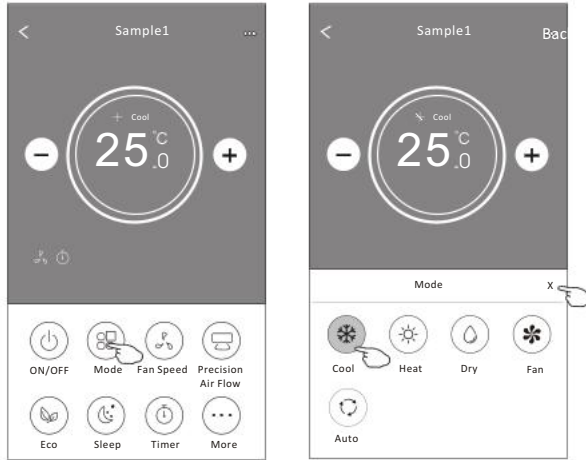 Sample1
...
Cool
25.0°C
ON/OFF
Mode
Fan Speed
Precision
Air Flow
Eco
Sleep
Timer
More
Sample1
Bac
Cool
25.0°C
Mode
X
Cool
Heat
Dry
Fan
Auto